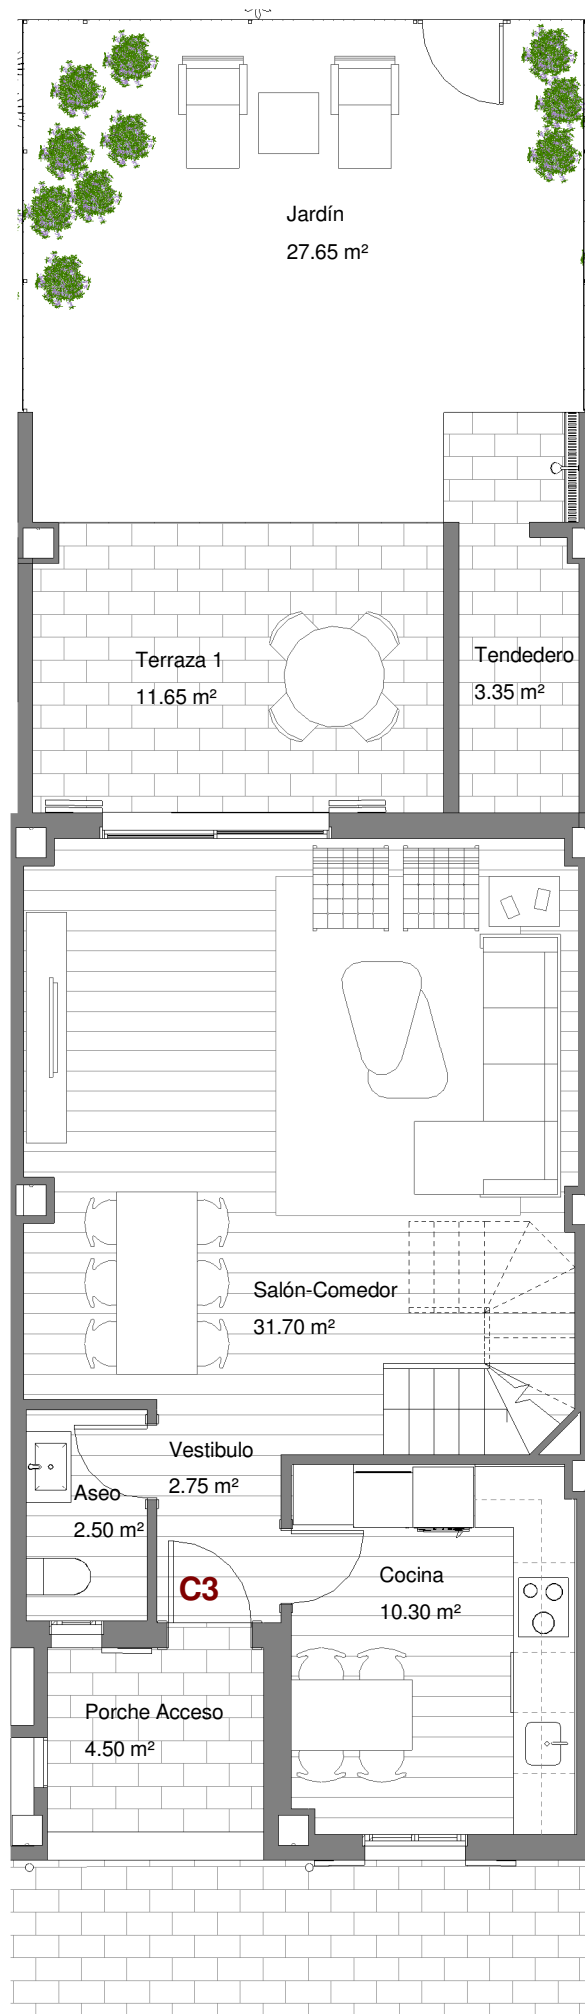 Jardín
27.65 m²
Terraza 1
11.65 m²
Tendedero
3.35 m²
Salón-Comedor
31.70 m²
Vestibulo
2.75 m²
Aseo
2.50 m²
Cocina
10.30 m²
C3
Porche Acceso
4.50 m²